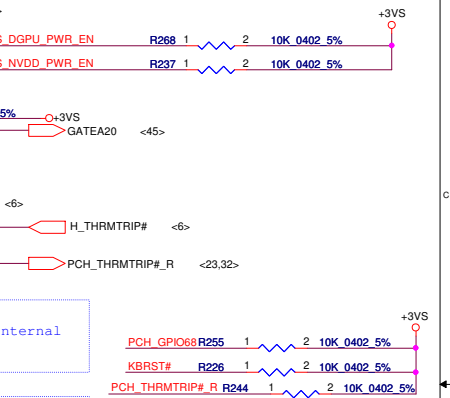 +3VS
S_DGPU_PWR_EN R268 1 2 10K_0402_5%
S_NVDD_PWR_EN R237 1 2 10K_0402_5%
5% +3VS
GATEA20 <45>
<6>
H_THRMTRIP# <6>
C
PCH_THRMTRIP#_R <23,32>
+3VS
nternal
PCH_GPIO68 R255 1 2 10K_0402_5%
KBRST# R226 1 2 10K_0402_5%
PCH_THRMTRIP#_R R244 1 2 10K_0402_5%